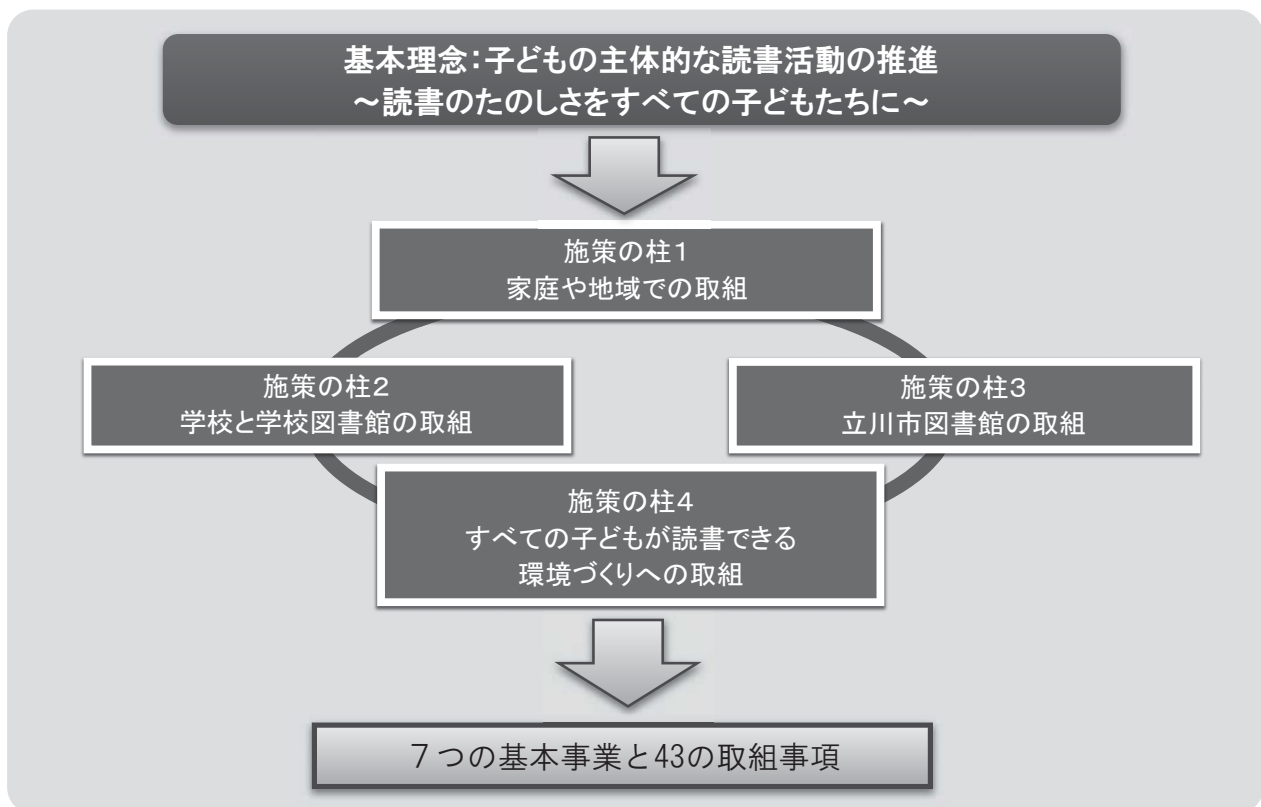 基本理念：子どもの主体的な読書活動の推進
～読書のたのしさをすべての子どもたちに～
施策の柱１
家庭や地域での取組
施策の柱２
学校と学校図書館の取組
施策の柱３
立川市図書館の取組
施策の柱４
すべての子どもが読書できる
環境づくりへの取組
７つの基本事業と43の取組事項